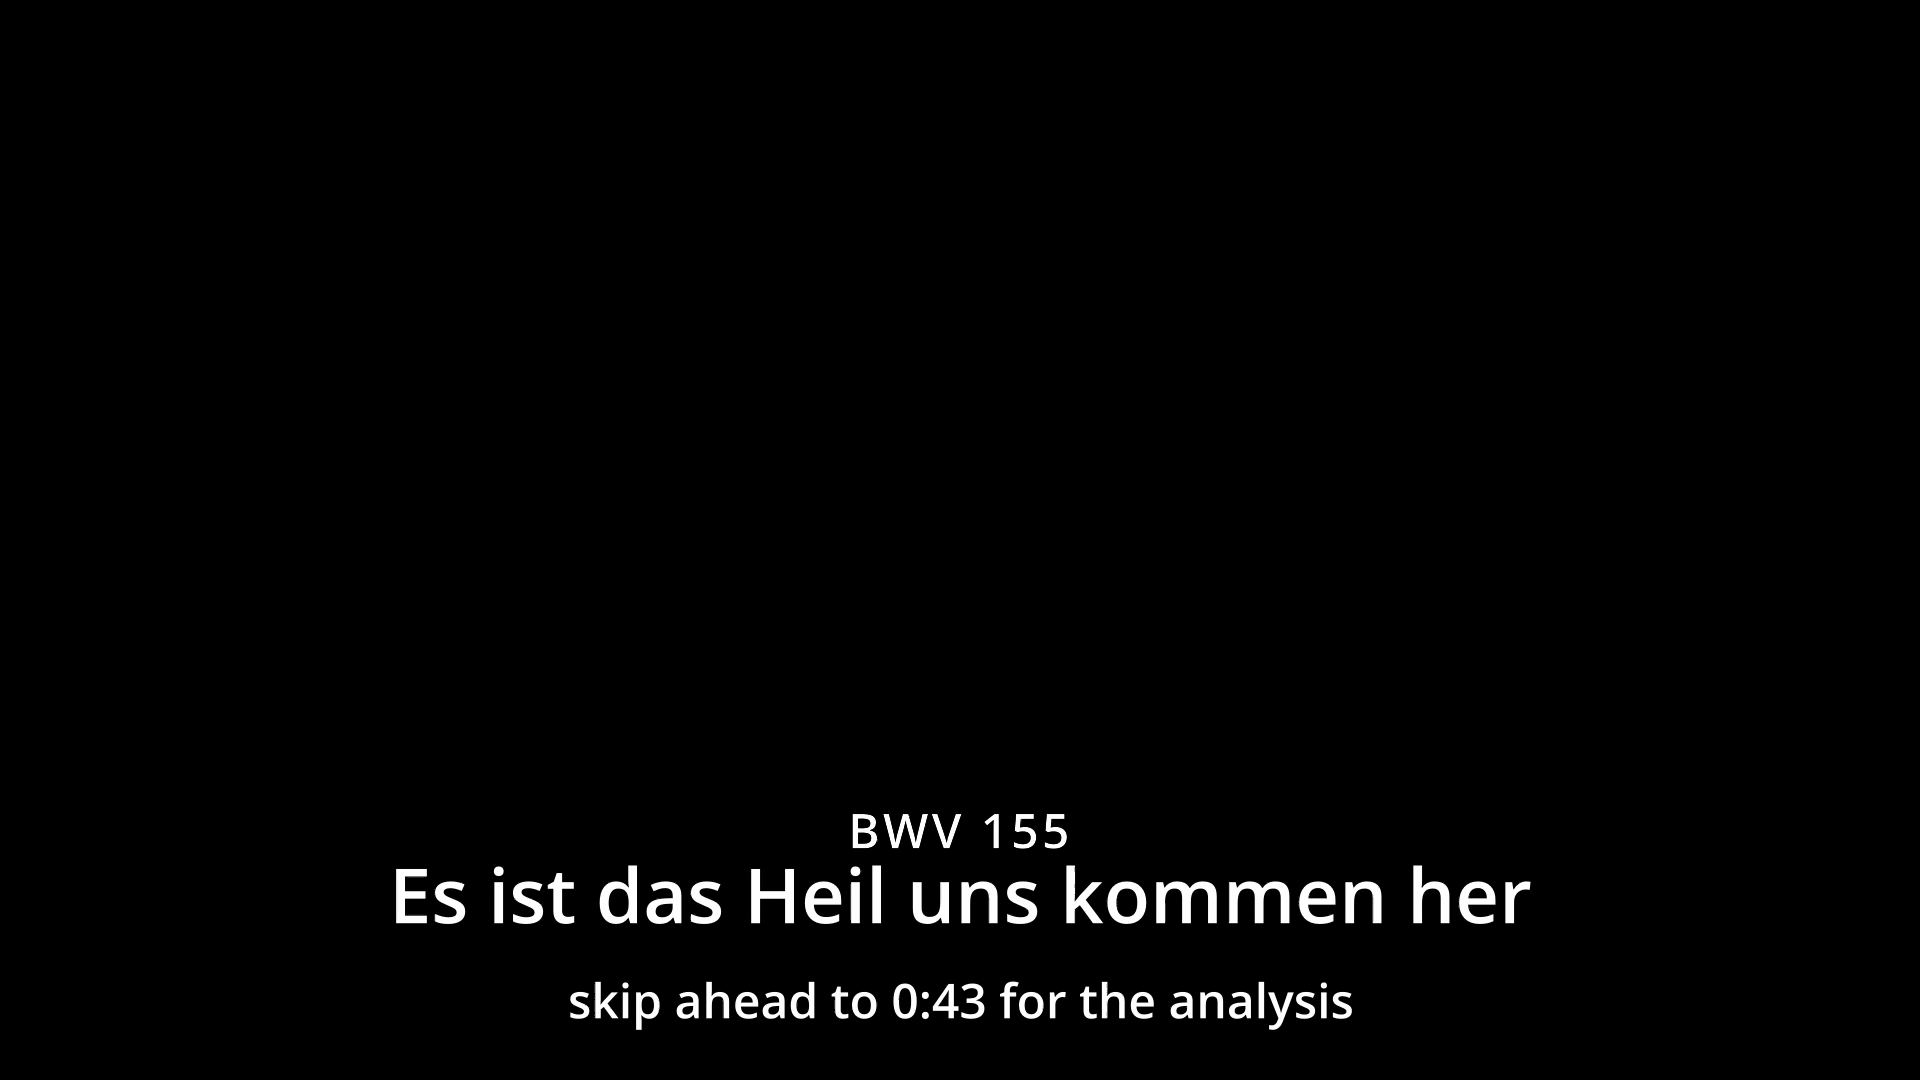 BWV 155
Es ist das Heil uns kommen her
skip ahead to 0:43 for the analysis